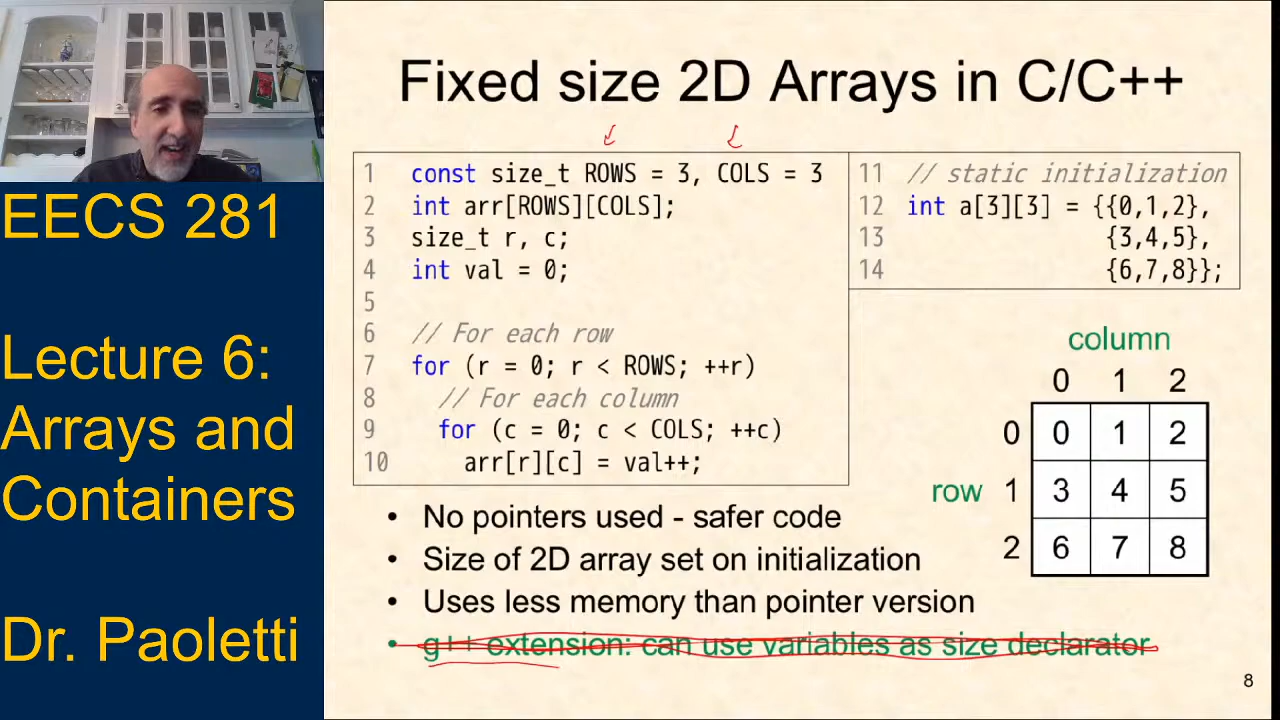 EECS 281
Lecture 6:
Arrays and
Containers
Dr. Paoletti
Fixed size 2D Arrays in C/C++
1 const size_t ROWS = 3, COLS = 3
2 int arr[ROWS][COLS];
3 size_t r, c;
4 int val = 0;
5
6 // For each row
7 for (r = 0; r < ROWS; ++r)
8 // For each column
9 for (c = 0; c < COLS; ++c)
10 arr[r][c] = val++;
11 // static initialization
12 int a[3][3] = {{0,1,2},
13 {3,4,5},
14 {6,7,8}};
column
0 1 2
0 0 1 2
row 1 3 4 5
2 6 7 8
• No pointers used - safer code
• Size of 2D array set on initialization
• Uses less memory than pointer version
• g++ extension: can use variables as size declarator
8